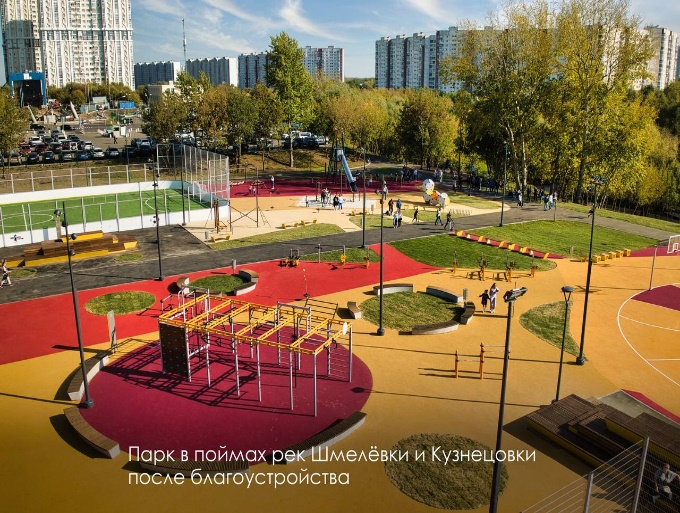 Парк в поймах рек Шмелёвки и Кузнецовки
после благоустройства